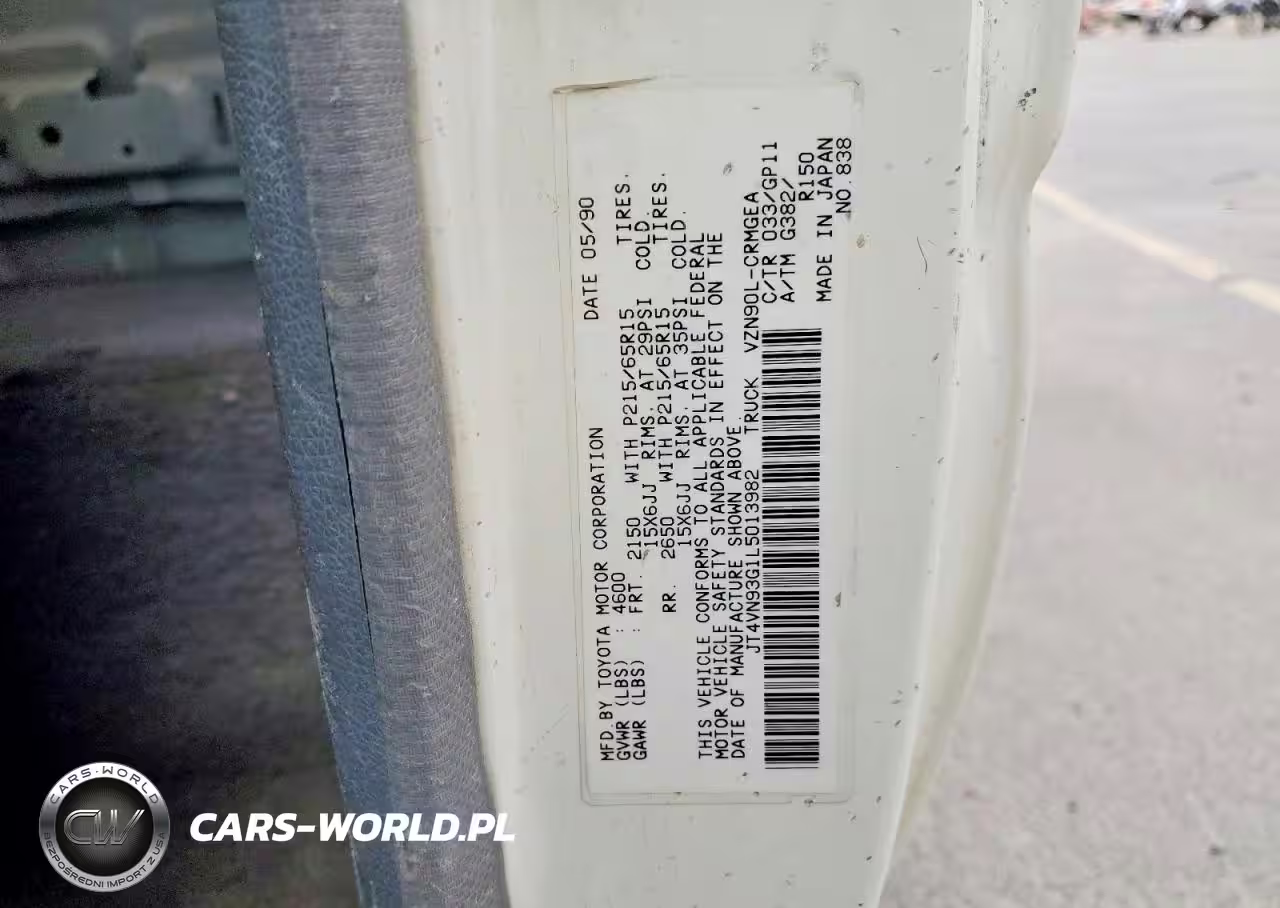 MFD. BY TOYOTA MOTOR CORPORATION DATE 05/90
GVWR (LBS) : 4600
GAWR (LBS) : FRT. 2150 WITH P215/65R15 TIRES.
15X6JJ RIMS. AT 29PSI COLD.
RR. 2650 WITH P215/65R15 TIRES.
15X6JJ RIMS. AT 35PSI COLD.
THIS VEHICLE CONFORMS TO ALL APPLICABLE FEDERAL
MOTOR VEHICLE SAFETY STANDARDS IN EFFECT ON THE
DATE OF MANUFACTURE SHOWN ABOVE.
JT4VN93G1L5013982 TRUCK VZN90L-CRMGEA
C/TR 033/GP11
A/TM G382/
R150
MADE IN JAPAN
NO.838
CARS-WORLD
CW
BEZPOŚREDNI IMPORT Z USA
CARS-WORLD.PL